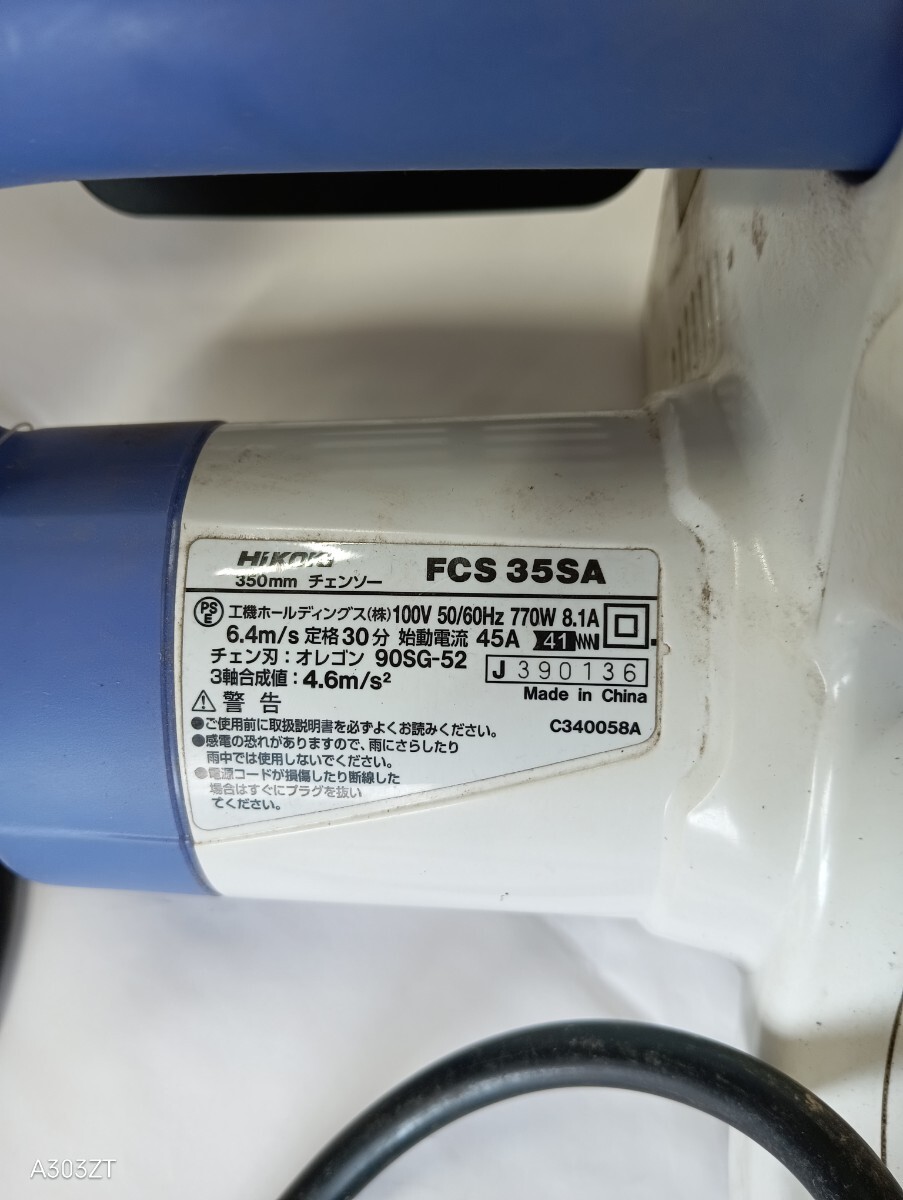 HiKOKI FCS 35SA
350mm チェンソー
PS E 工機ホールディングス(株) 100V 50/60Hz 770W 8.1A
6.4m/s 定格30分 始動電流 45A 41
チェン刃:オレゴン 90SG-52
J390136
3軸合成値:4.6m/s²
Made in China
警告
C340058A
●ご使用前に取扱説明書を必ずよくお読みください。
●感電の恐れがありますので、雨にさらしたり
雨中では使用しないでください。
●電源コードが損傷したり断線した
場合はすぐにプラグを抜い
てください。
A303ZT